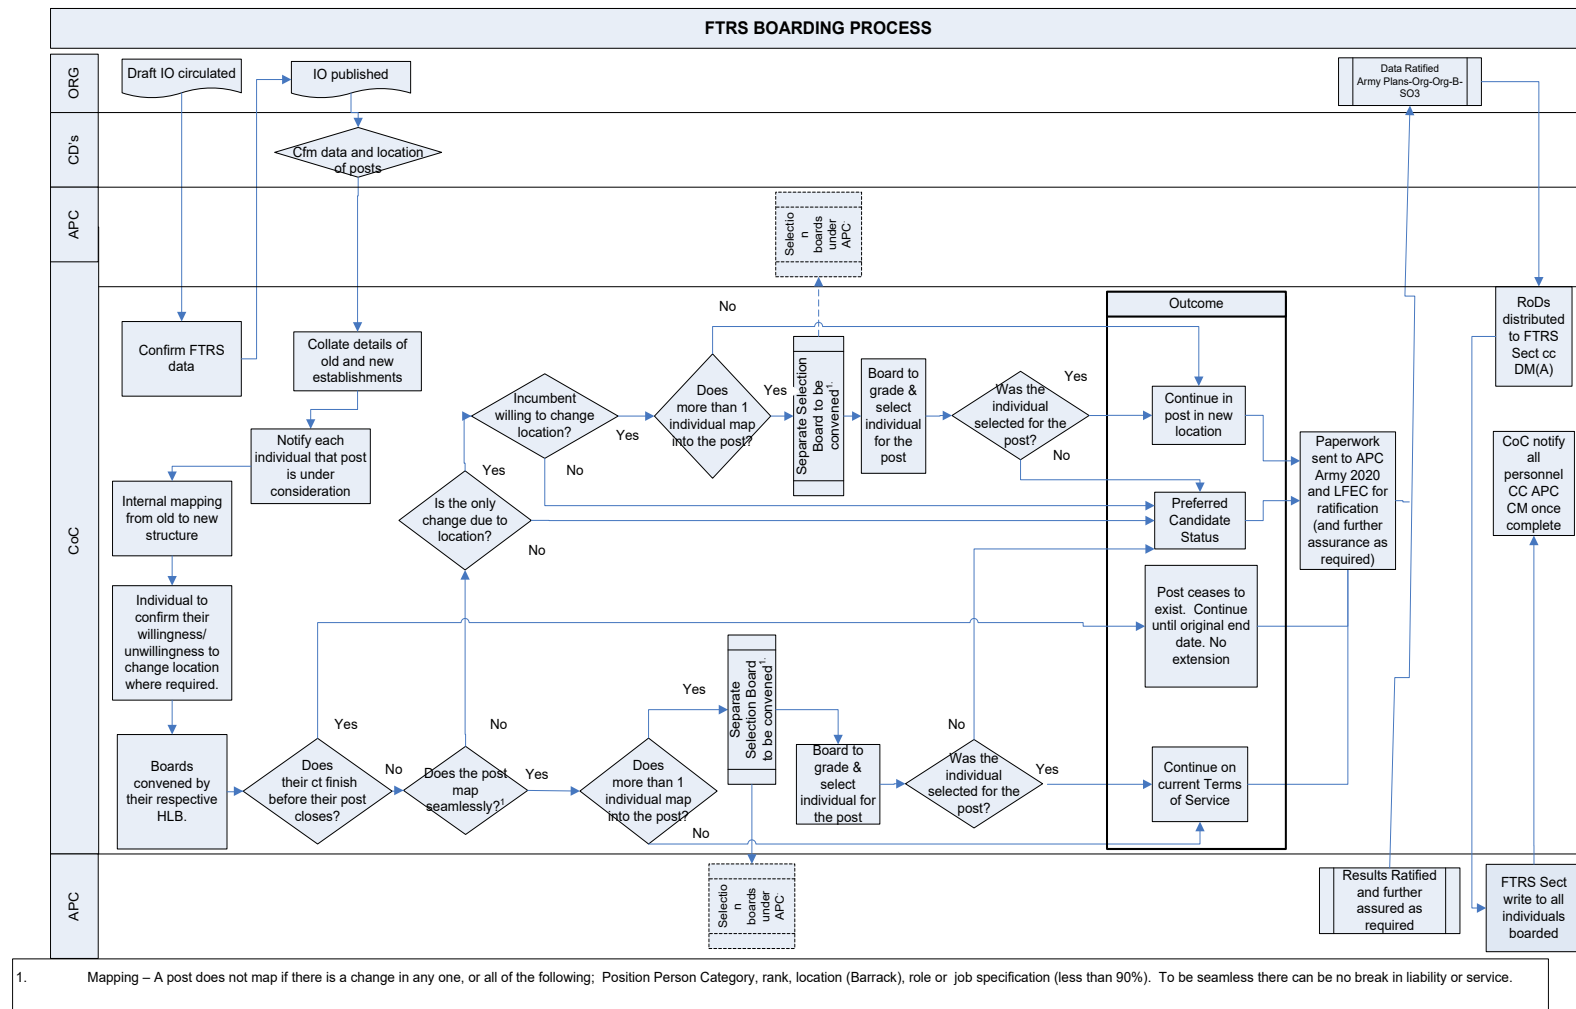 FTRS BOARDING PROCESS
ORG
Draft IO circulated
IO published
Data Ratified
Army Plans-Org-Org-B-
SO3
CD's
Cfm data and location
of posts
APC
Selectio
n
boards
under
APC.
CoC
Confirm FTRS
data
Collate details of
old and new
establishments
Notify each
individual that post
is under
consideration
Internal mapping
from old to new
structure
Individual to
confirm their
willingness/
unwillingness to
change location
where required.
Boards
convened by
their respective
HLB.
Does
their ct finish
before their post
closes?
Yes
No
Does the post
map
seamlessly?1
No
Yes
Is the only
change due to
location?
Yes
No
Incumbent
willing to change
location?
Yes
No
Does
more than 1
individual map
into the post?
No
Yes
Separate Selection
Board to be
convened1.
Board to
grade &
select
individual
for the
post
Was the
individual
selected for the
post?
Yes
No
Does
more than 1
individual map
into the post?
Yes
No
Separate
Selection Board
to be convened1.
Board to
grade &
select
individual for
the post
Was the
individual
selected for the
post?
No
Yes
Outcome
Continue in
post in new
location
Preferred
Candidate
Status
Post ceases to
exist.  Continue
until original end
date. No
extension
Continue on
current Terms
of Service
Paperwork
sent to APC
Army 2020
and LFEC for
ratification
(and further
assurance as
required)
RoDs
distributed
to FTRS
Sect cc
DM(A)
CoC notify
all
personnel
CC APC
CM once
complete
APC
Selectio
n
boards
under
APC.
Results Ratified
and further
assured as
required
FTRS Sect
write to all
individuals
boarded
1. Mapping – A post does not map if there is a change in any one, or all of the following;  Position Person Category, rank, location (Barrack), role or  job specification (less than 90%).  To be seamless there can be no break in liability or service.